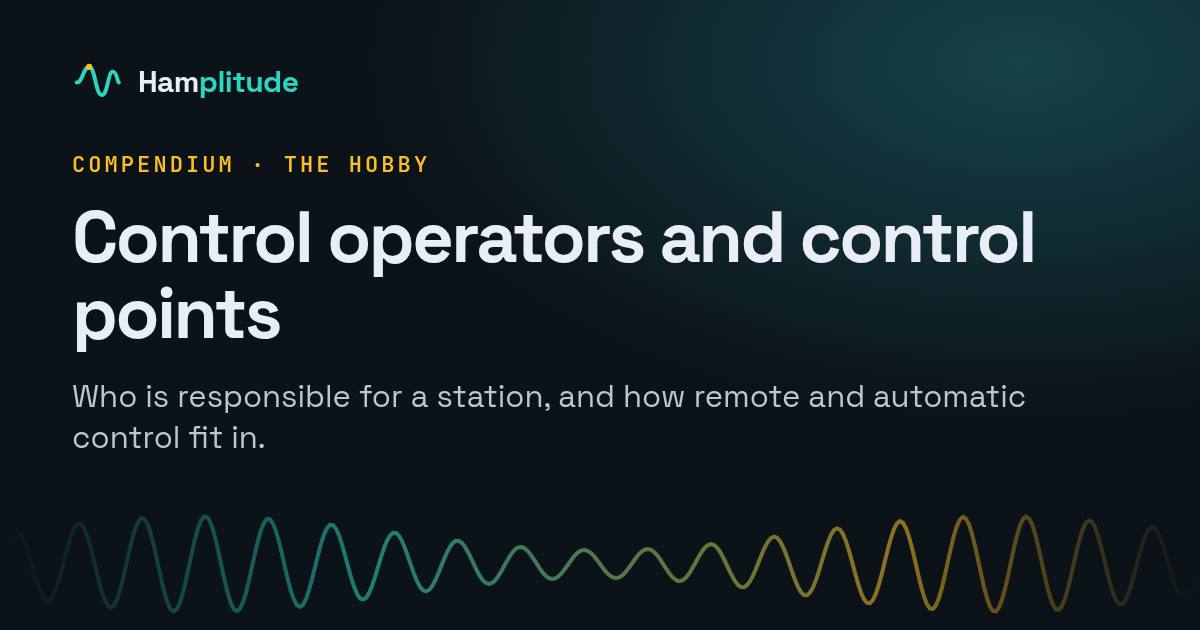 Hamplitude
COMPENDIUM · THE HOBBY
Control operators and control
points
Who is responsible for a station, and how remote and automatic
control fit in.